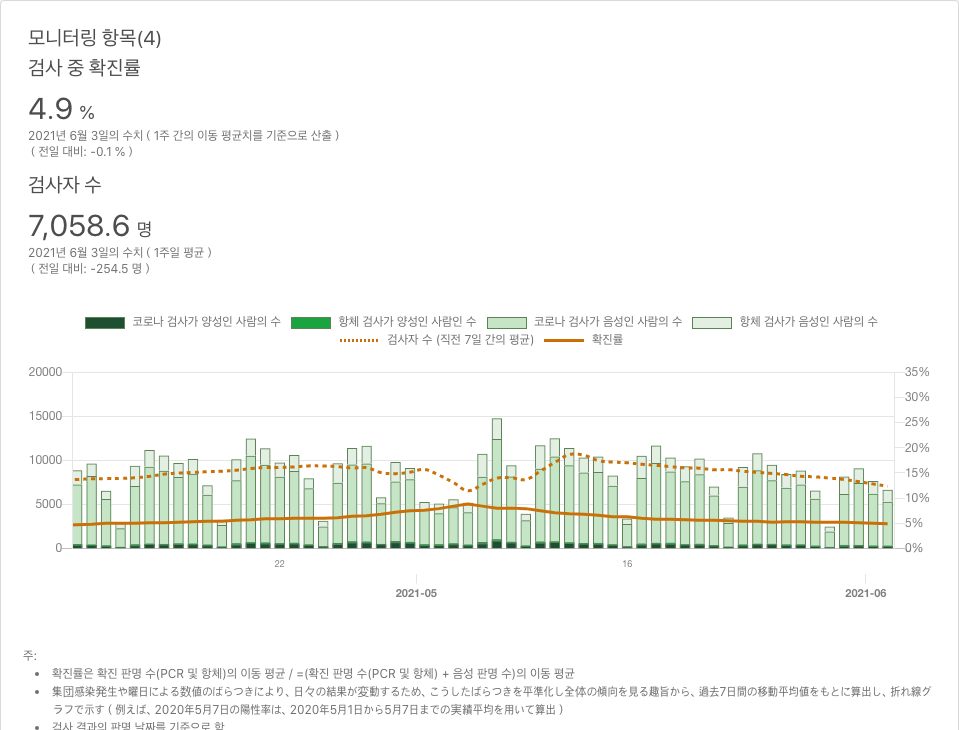 모니터링 항목(4)
검사 중 확진률
4.9 %
2021년 6월 3일의 수치 ( 1주 간의 이동 평균치를 기준으로 산출 )
( 전일 대비: -0.1 % )
검사자 수
7,058.6 명
2021년 6월 3일의 수치 ( 1주일 평균 )
( 전일 대비: -254.5 명 )
코로나 검사가 양성인 사람의 수 항체 검사가 양성인 사람인 수 코로나 검사가 음성인 사람의 수 항체 검사가 음성인 사람의 수
검사자 수 (직전 7일 간의 평균) 확진률
20000 35%
30%
15000
25%
10000 20%
15%
5000 10%
5%
0 0%
22 16
2021-05 2021-06
주:
• 확진률은 확진 판명 수(PCR 및 항체)의 이동 평균 / =(확진 판명 수(PCR 및 항체) + 음성 판명 수)의 이동 평균
• 集団感染発生や曜日による数値のばらつきにより、日々の結果が変動するため、こうしたばらつきを平準化し全体の傾向を見る趣旨から、過去7日間の移動平均値をもとに算出し、折れ線グ
ラフで示す ( 例えば、2020年5月7日の陽性率は、2020年5月1日から5月7日までの実績平均を用いて算出 )
• 검사 결과의 판명 날짜를 기준으로 함